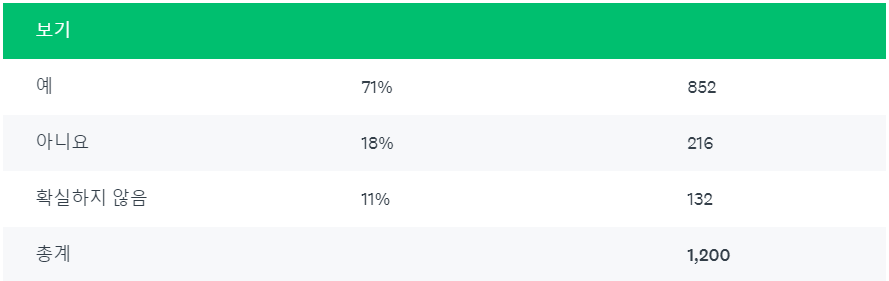 보기
예 71% 852
아니요 18% 216
확실하지 않음 11% 132
총계 1,200